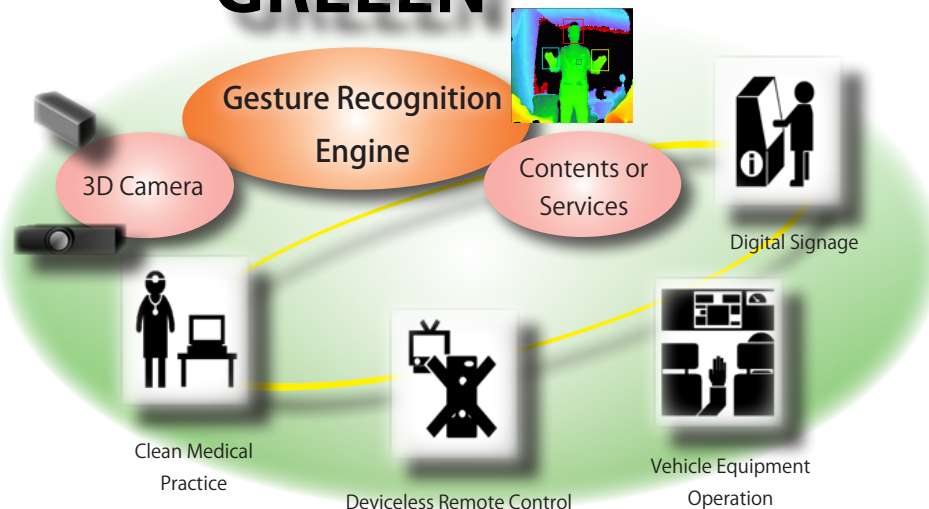 Gesture Recognition
Engine
3D Camera
Contents or
Services
Digital Signage
Clean Medical
Practice
Deviceless Remote Control
Vehicle Equipment
Operation